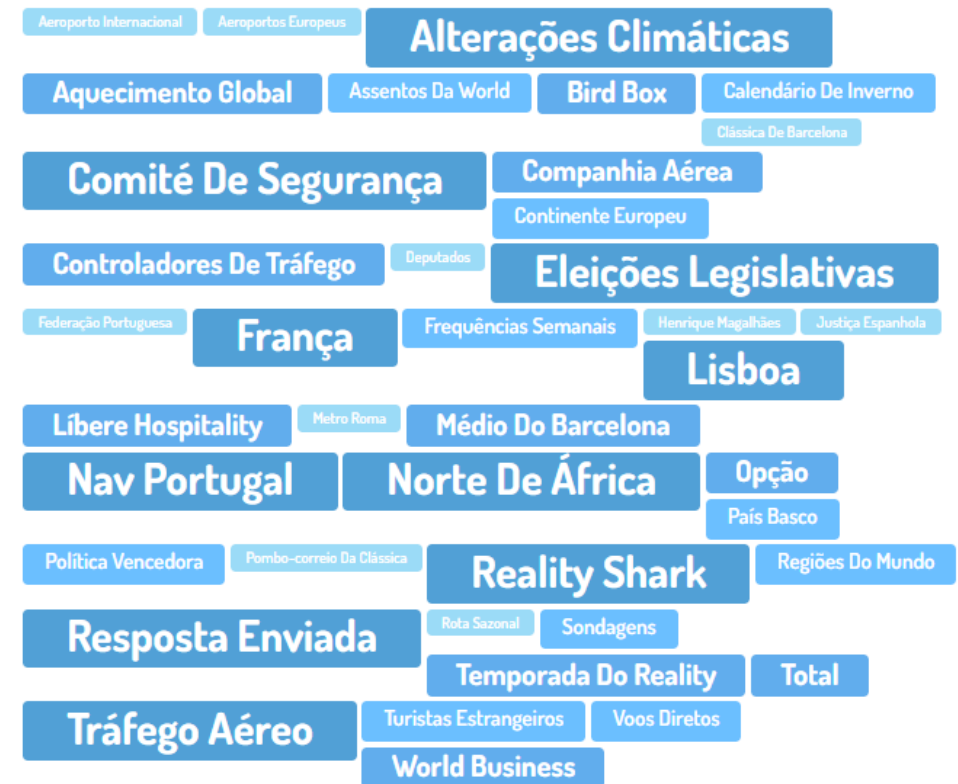 Aeroporto Internacional Aeroportos Europeus Alterações Climáticas
Aquecimento Global Assentos Da World Bird Box Calendário De Inverno
Clássica De Barcelona
Comité De Segurança Companhia Aérea
Continente Europeu
Controladores De Tráfego Deputados Eleições Legislativas
Federação Portuguesa França Frequências Semanais Henrique Magalhães Justiça Espanhola
Lisboa
Líbere Hospitality Metro Roma Médio Do Barcelona
Nav Portugal Norte De África Opção
País Basco
Política Vencedora Pombo-correio Da Clássica Reality Shark Regiões Do Mundo
Resposta Enviada Rota Sazonal Sondagens
Temporada Do Reality Total
Tráfego Aéreo Turistas Estrangeiros Voos Diretos
World Business